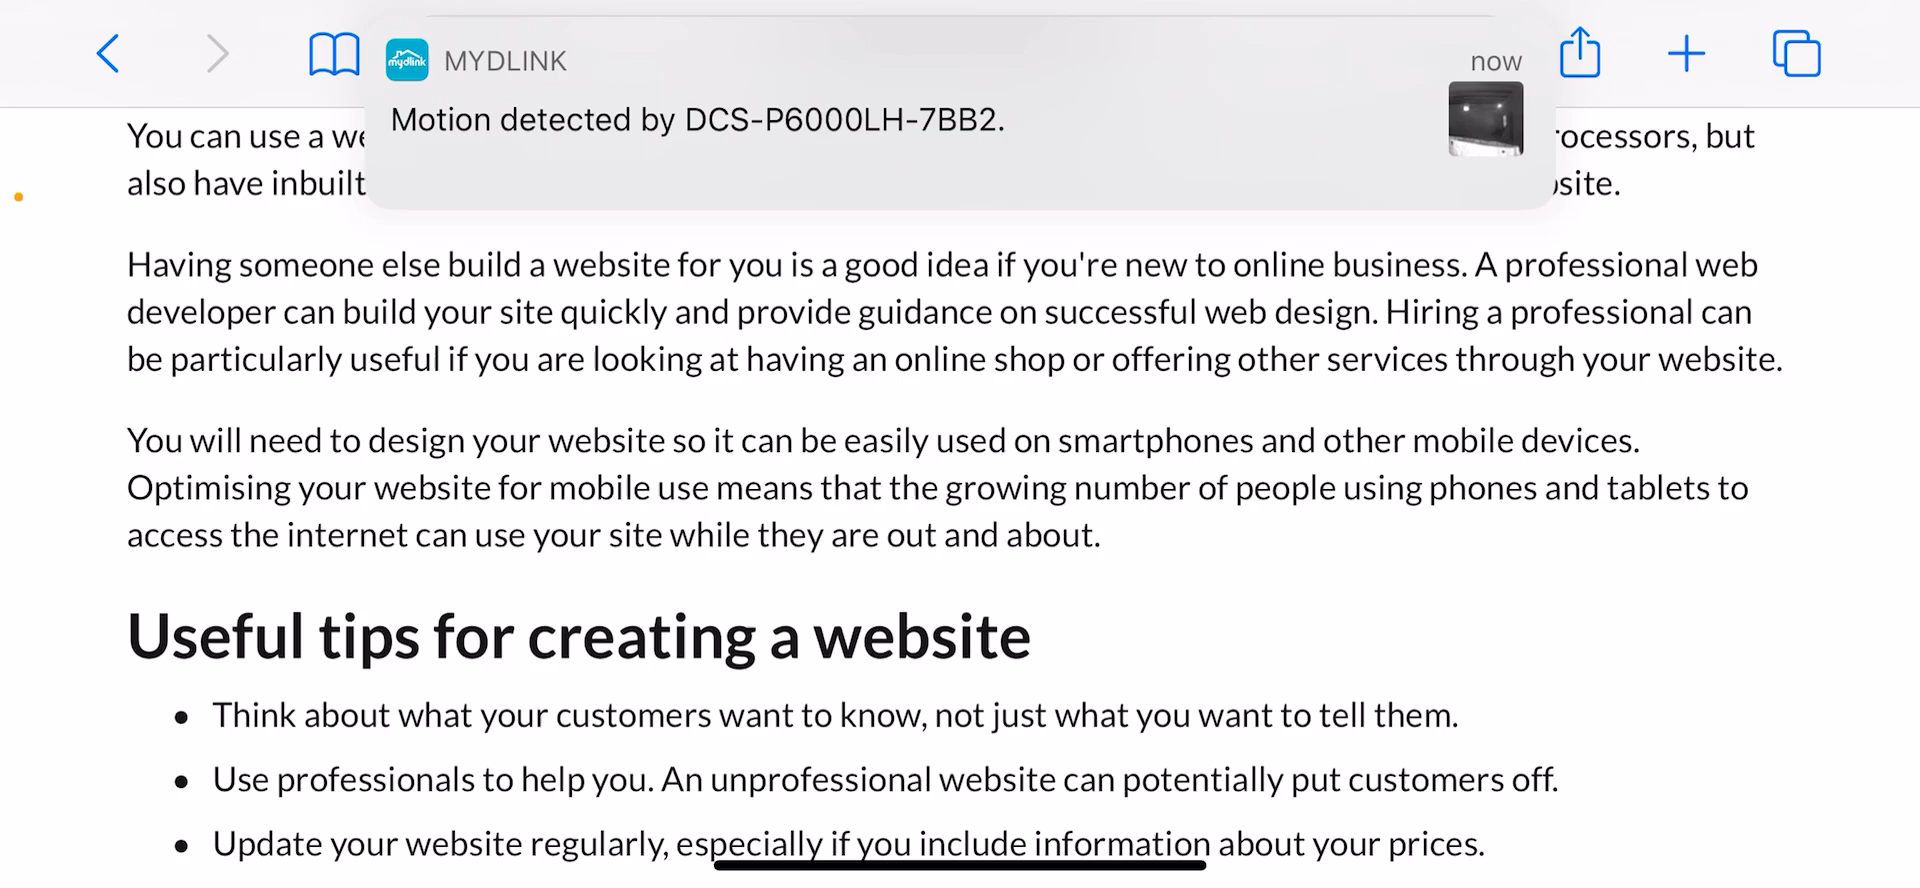 mydlink MYDLINK now
Motion detected by DCS-P6000LH-7BB2.
You can use a
rocessors, but
also have inbuilt
site.
Having someone else build a website for you is a good idea if you're new to online business. A professional web
developer can build your site quickly and provide guidance on successful web design. Hiring a professional can
be particularly useful if you are looking at having an online shop or offering other services through your website.
You will need to design your website so it can be easily used on smartphones and other mobile devices.
Optimising your website for mobile use means that the growing number of people using phones and tablets to
access the internet can use your site while they are out and about.
Useful tips for creating a website
• Think about what your customers want to know, not just what you want to tell them.
• Use professionals to help you. An unprofessional website can potentially put customers off.
• Update your website regularly, especially if you include information about your prices.